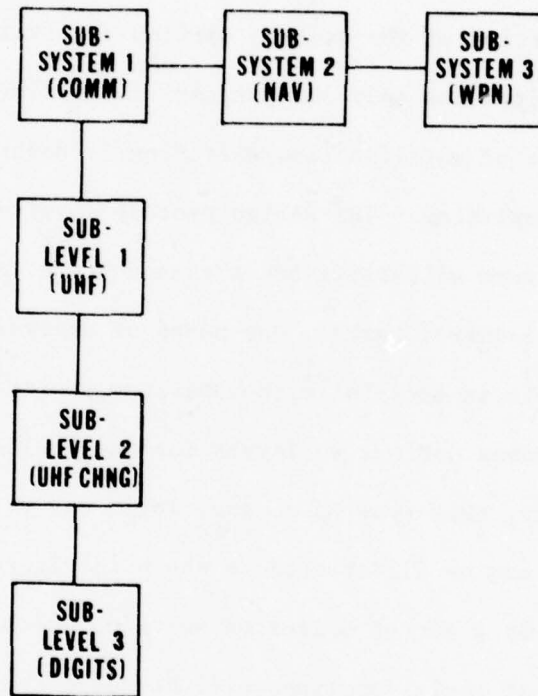 SUB-
SYSTEM 1
(COMM)
SUB-
SYSTEM 2
(NAV)
SUB-
SYSTEM 3
(WPN)
SUB-
LEVEL 1
(UHF)
SUB-
LEVEL 2
(UHF CHNG)
SUB-
LEVEL 3
(DIGITS)